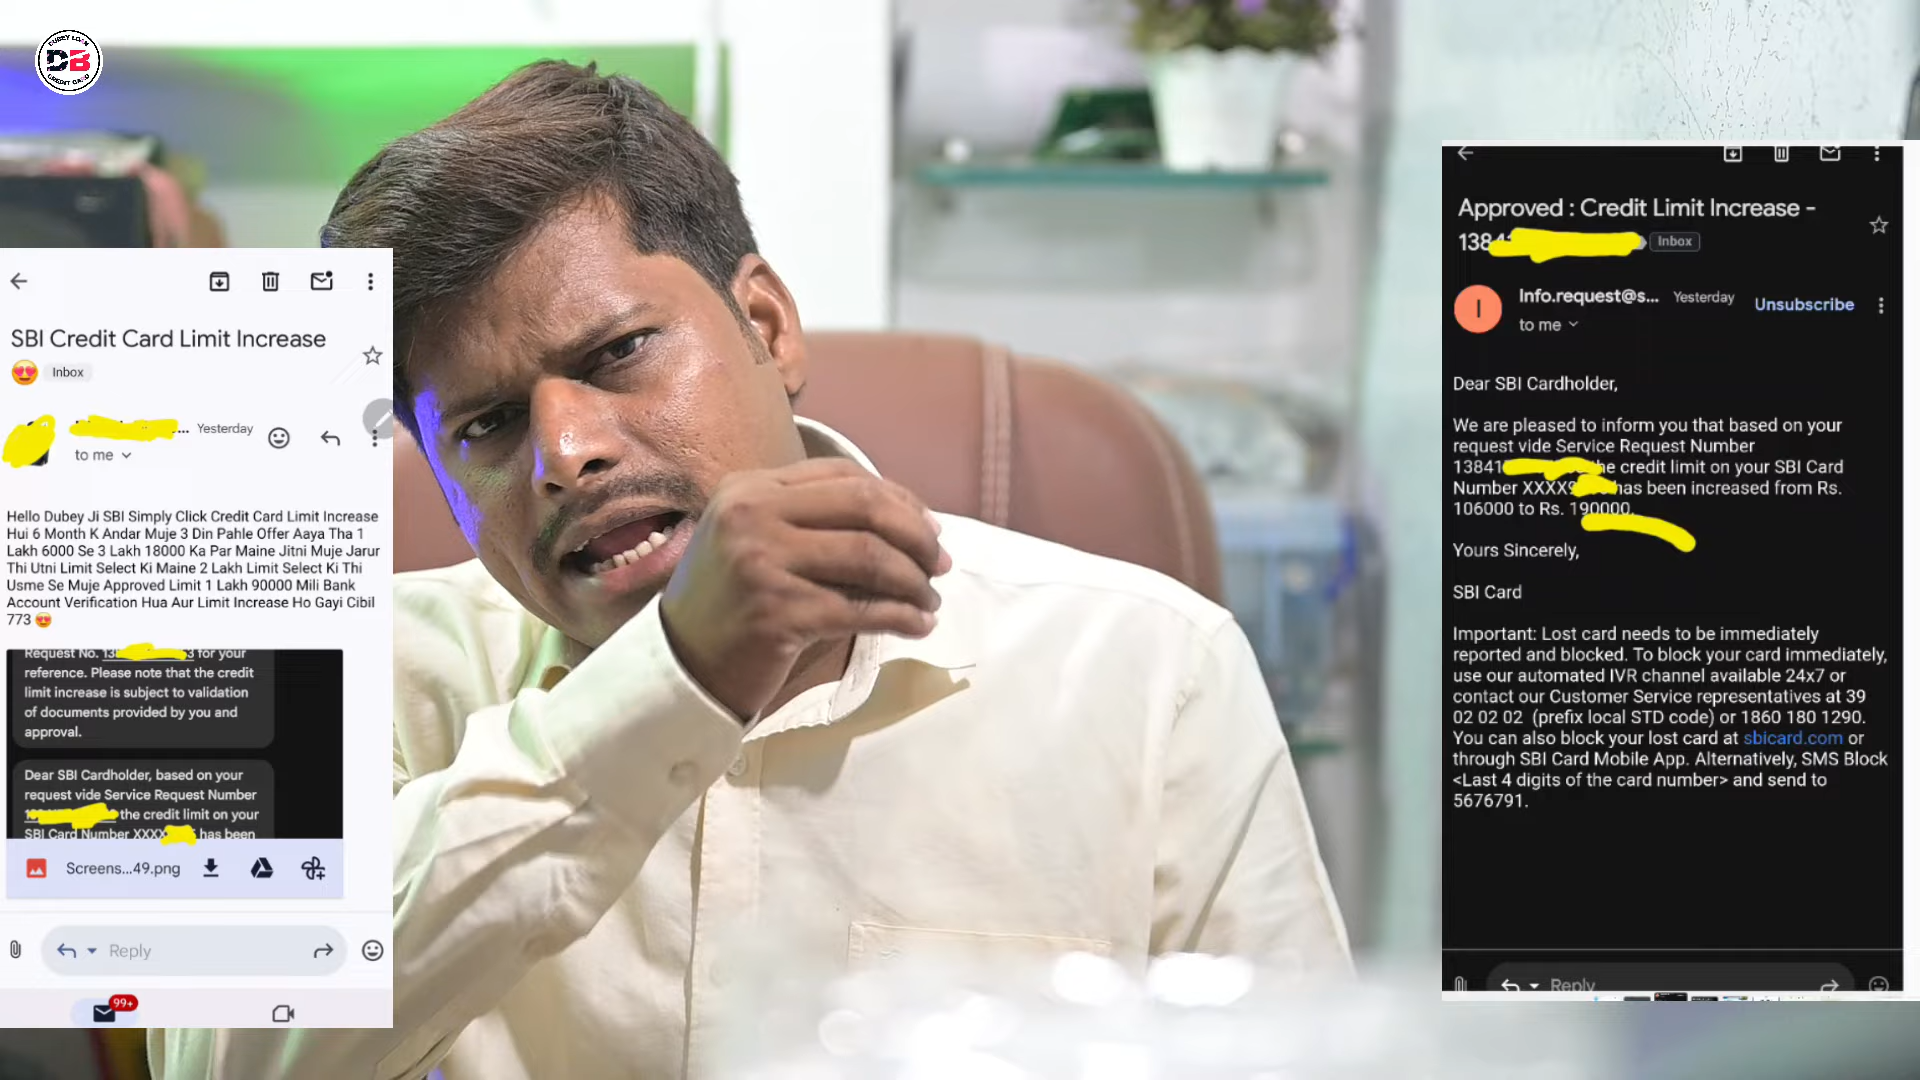 DUBEY LOAN
DB
CREDIT CARD
SBI Credit Card Limit Increase
😍 Inbox
... Yesterday
to me
Hello Dubey Ji SBI Simply Click Credit Card Limit Increase
Hui 6 Month K Andar Muje 3 Din Pahle Offer Aaya Tha 1
Lakh 6000 Se 3 Lakh 18000 Ka Par Maine Jitni Muje Jarur
Thi Utni Limit Select Ki Maine 2 Lakh Limit Select Ki Thi
Usme Se Muje Approved Limit 1 Lakh 90000 Mili Bank
Account Verification Hua Aur Limit Increase Ho Gayi Cibil
773 😍
Request No. 13 3 for your
reference. Please note that the credit
limit increase is subject to validation
of documents provided by you and
approval.
Dear SBI Cardholder, based on your
request vide Service Request Number
the credit limit on your
SBI Card Number XXXX has been
Screens...49.png
Reply
99+
Approved : Credit Limit Increase -
1384 Inbox
I
Info.request@s... Yesterday Unsubscribe
to me
Dear SBI Cardholder,
We are pleased to inform you that based on your
request vide Service Request Number
13841 the credit limit on your SBI Card
Number XXXX has been increased from Rs.
106000 to Rs. 190000.
Yours Sincerely,
SBI Card
Important: Lost card needs to be immediately
reported and blocked. To block your card immediately,
use our automated IVR channel available 24x7 or
contact our Customer Service representatives at 39
02 02 02 (prefix local STD code) or 1860 180 1290.
You can also block your lost card at sbicard.com or
through SBI Card Mobile App. Alternatively, SMS Block
<Last 4 digits of the card number> and send to
5676791.
Reply